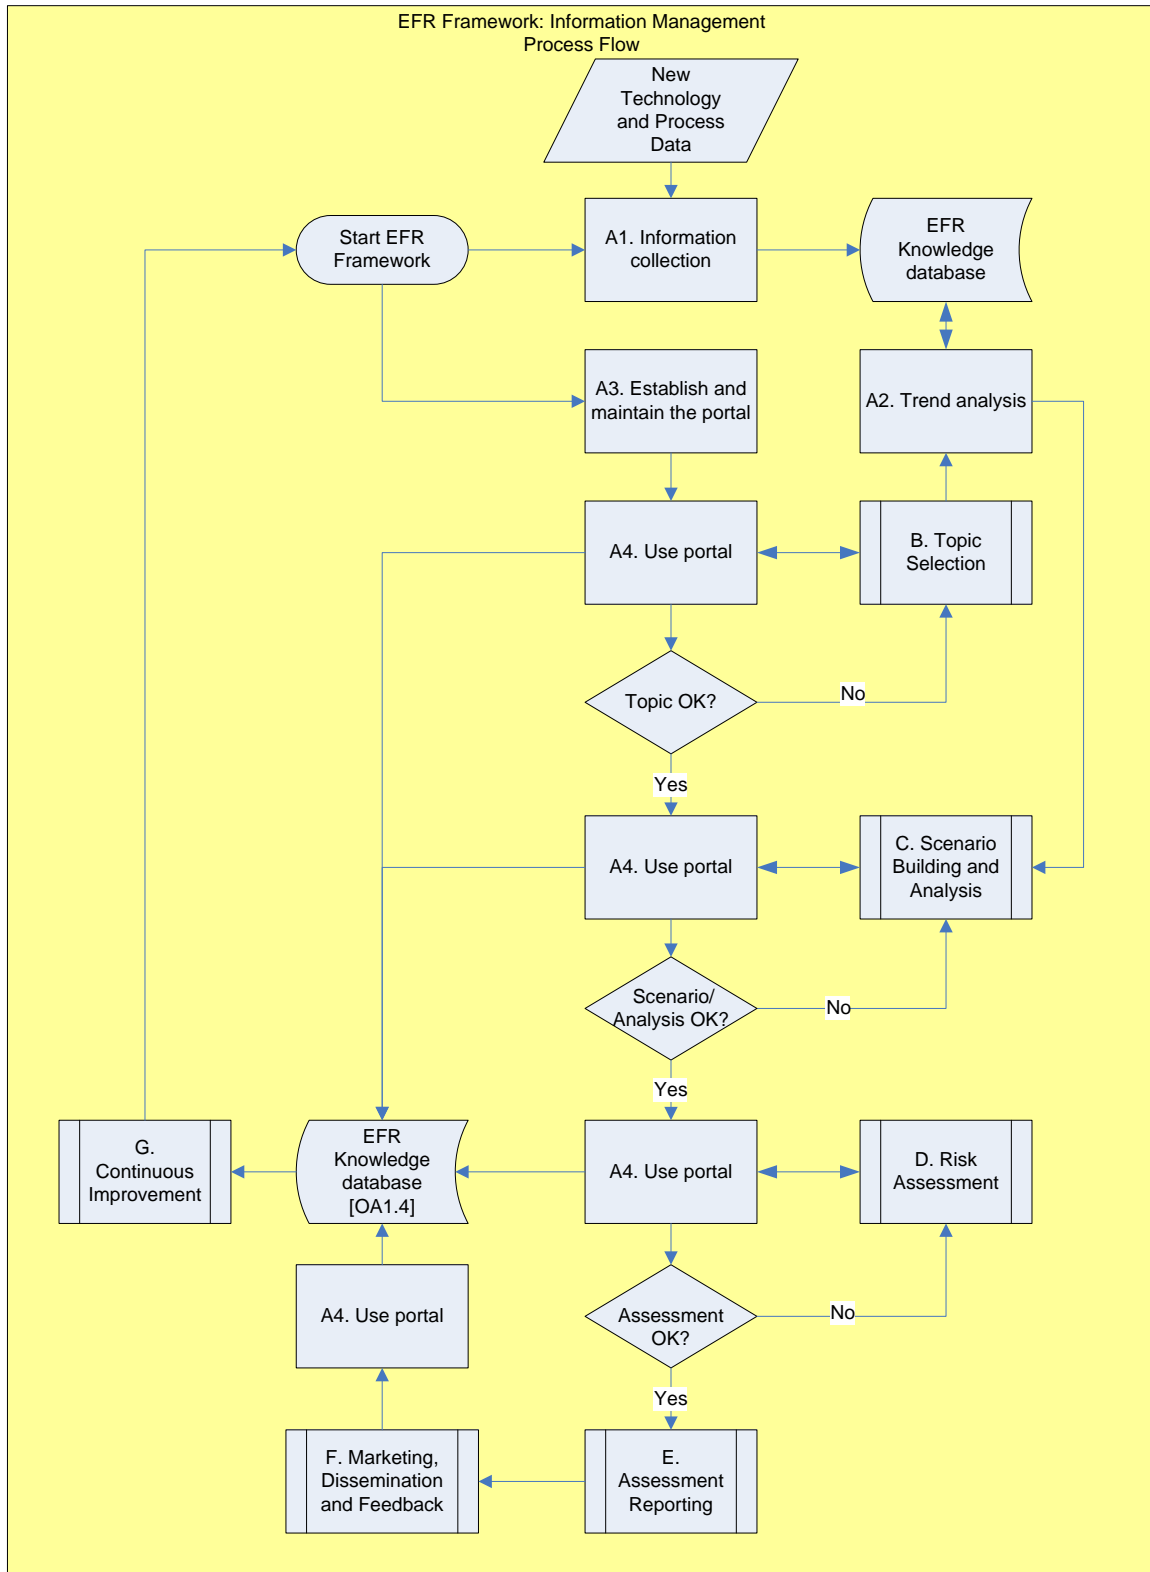 EFR Framework: Information Management
Process Flow
New
Technology
and Process
Data
Start EFR
Framework
A1. Information
collection
EFR
Knowledge
database
A3. Establish and
maintain the portal
A2. Trend analysis
A4. Use portal
B. Topic
Selection
Topic OK?
No
Yes
A4. Use portal
C. Scenario
Building and
Analysis
Scenario/
Analysis OK?
No
Yes
G.
Continuous
Improvement
EFR
Knowledge
database
[OA1.4]
A4. Use portal
D. Risk
Assessment
A4. Use portal
Assessment
OK?
No
Yes
F. Marketing,
Dissemination
and Feedback
E.
Assessment
Reporting